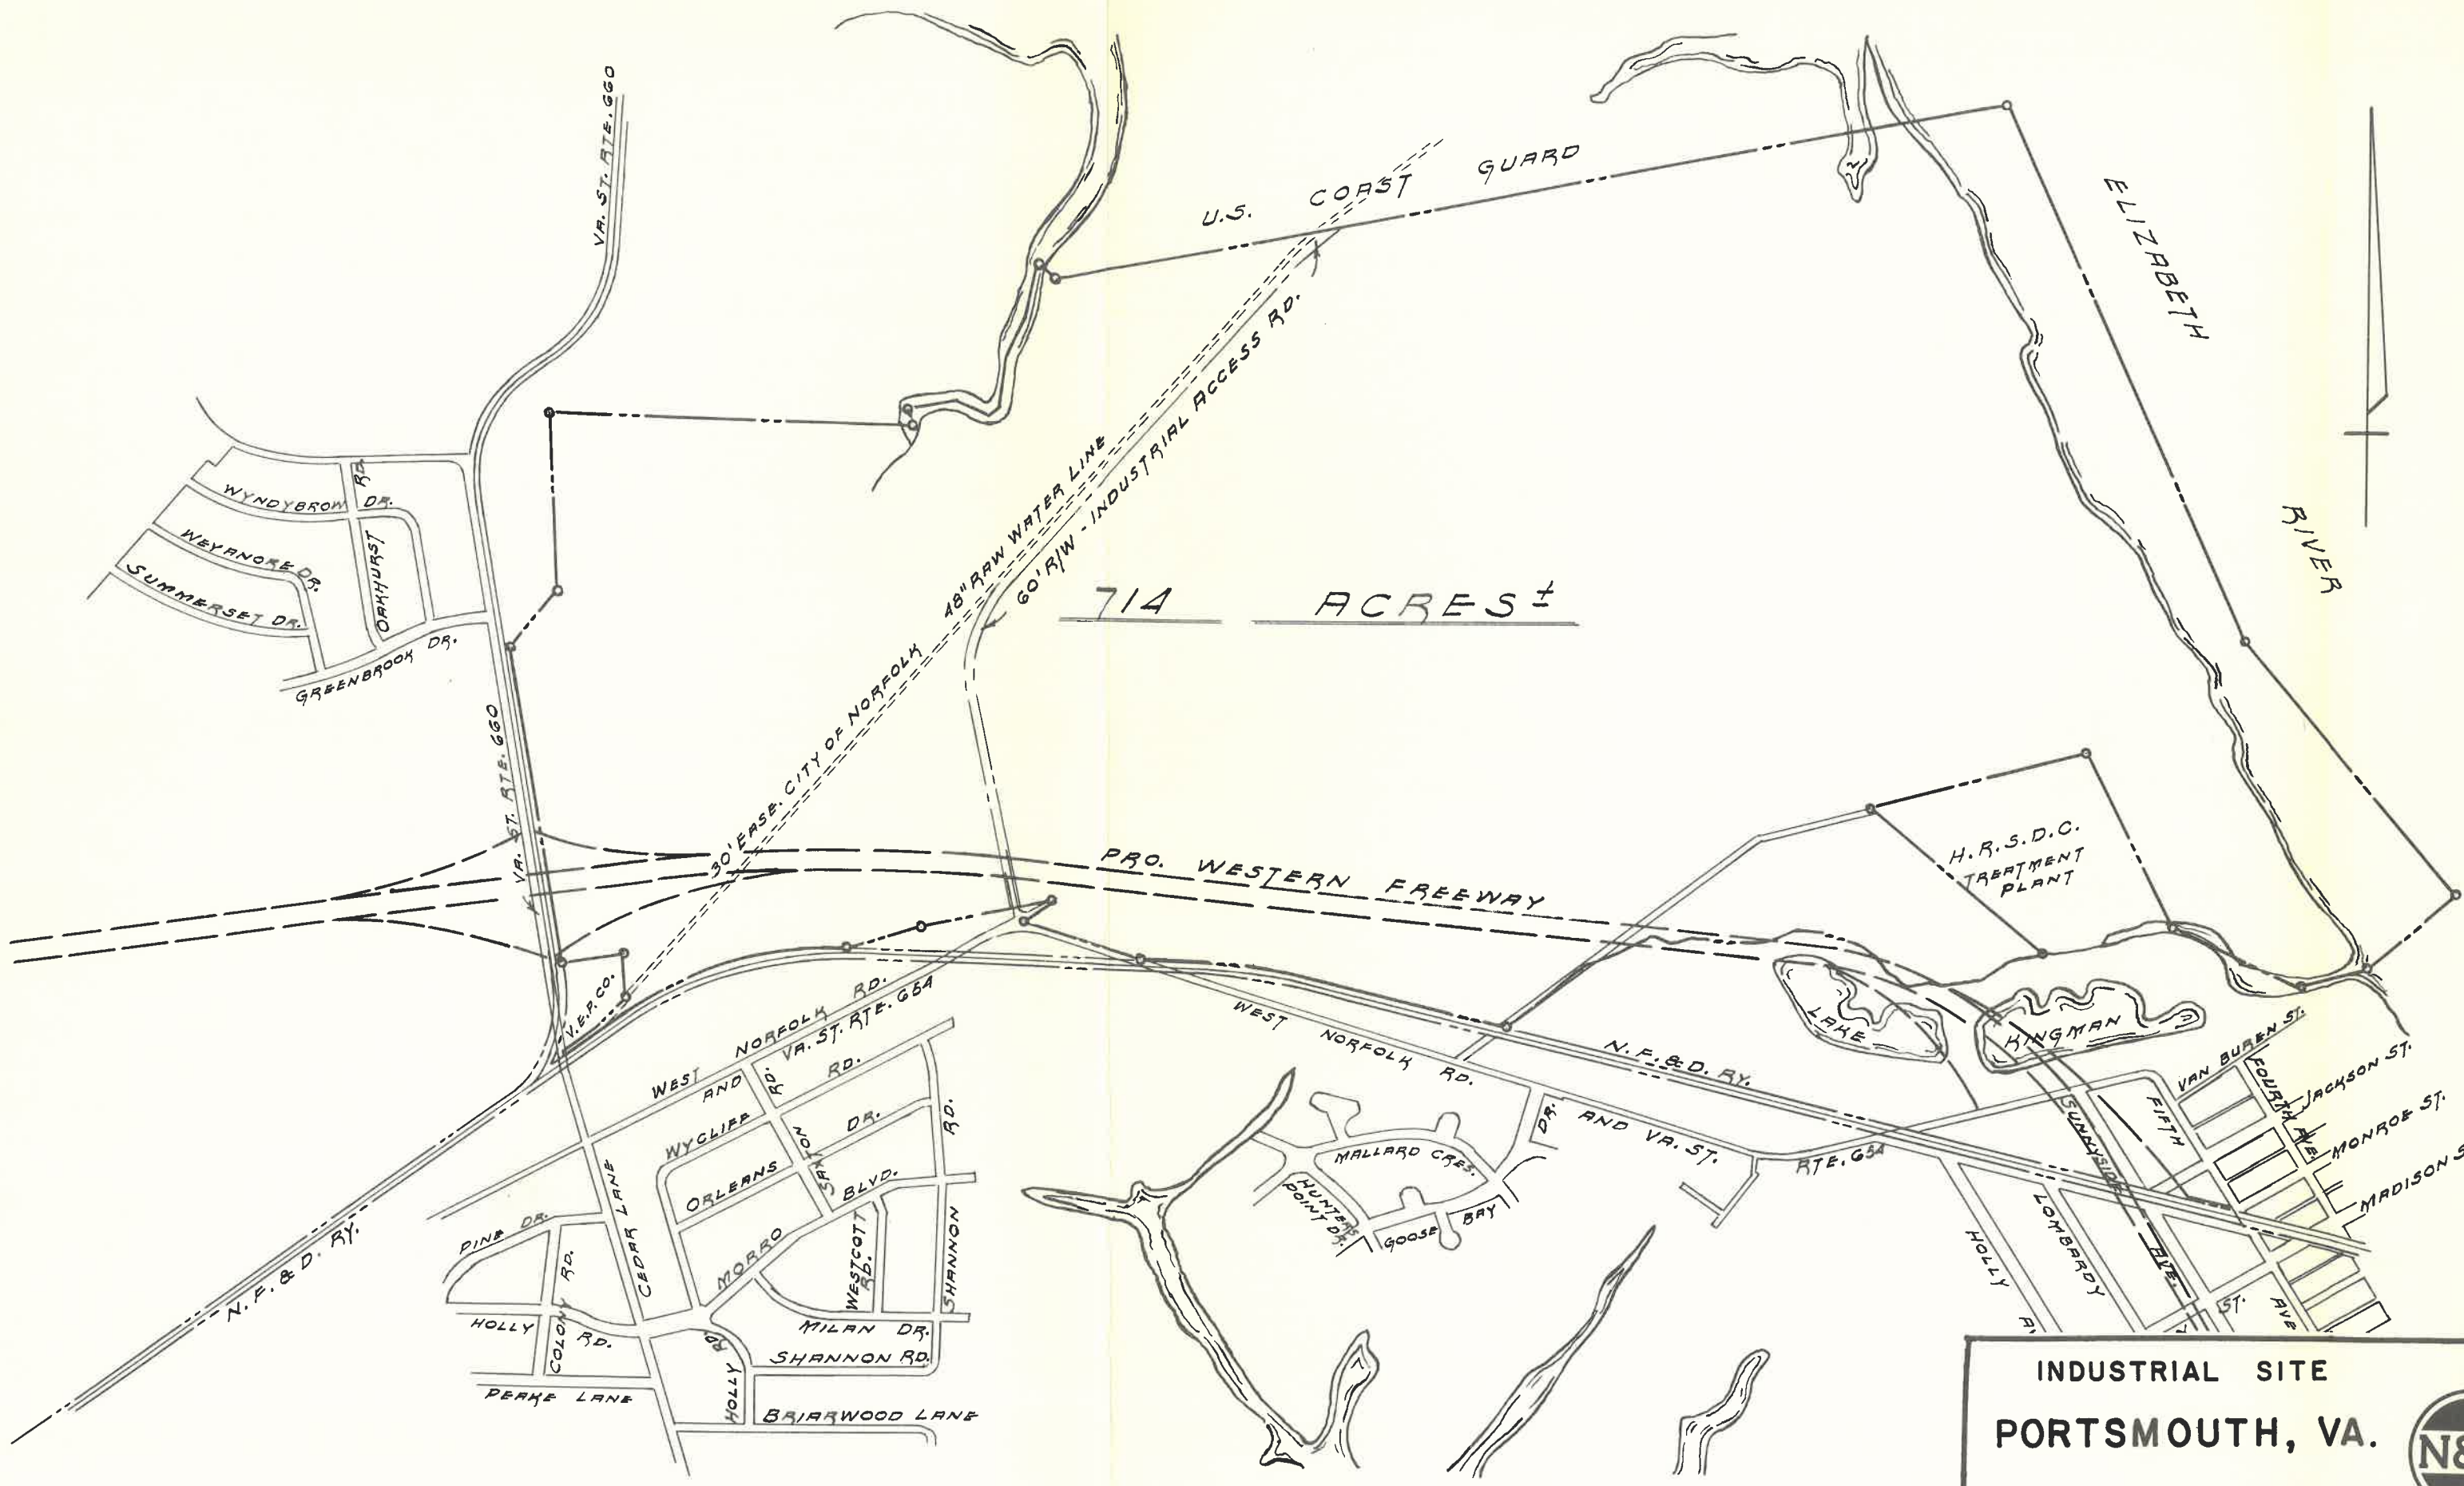 VA. ST. RTE. 660
U.S. COAST GUARD
ELIZABETH RIVER
48" RAW WATER LINE
60' R/W - INDUSTRIAL ACCESS RD.
714 ACRES ±
WYNDYBROW DR.
RD.
OAKHURST
WEYANORE DR.
SUMMERSET DR.
GREENBROOK DR.
VA. ST. RTE. 660
30' EASE. CITY OF NORFOLK
PRO. WESTERN FREEWAY
H.R.S.D.C.
TREATMENT
PLANT
V.E.P. CO.
WEST NORFOLK RD.
AND VA. ST. RTE. 654
WEST NORFOLK RD.
AND VA. ST. RTE. 654
N.F. & D. RY.
LAKE KINGMAN
VAN BUREN ST.
JACKSON ST.
FOURTH AVE.
MONROE ST.
MADISON S
FIFTH
AVE
SUNNYSIDE AVE.
LOMBARDY
HOLLY
A.
ST.
WYCLIFF RD.
SAXTON RD.
ORLEANS DR.
MORRO BLVD.
WESTCOTT
RD.
SHANNON RD.
MILAN DR.
SHANNON RD.
BRIARWOOD LANE
HOLLY RD.
CEDAR LANE
PINE DR.
COLONY RD.
HOLLY RD.
PEAKE LANE
N.F. & D. RY.
MALLARD CRES.
HUNTERS
POINT DR.
GOOSE BAY DR.
INDUSTRIAL SITE
PORTSMOUTH, VA.
N&